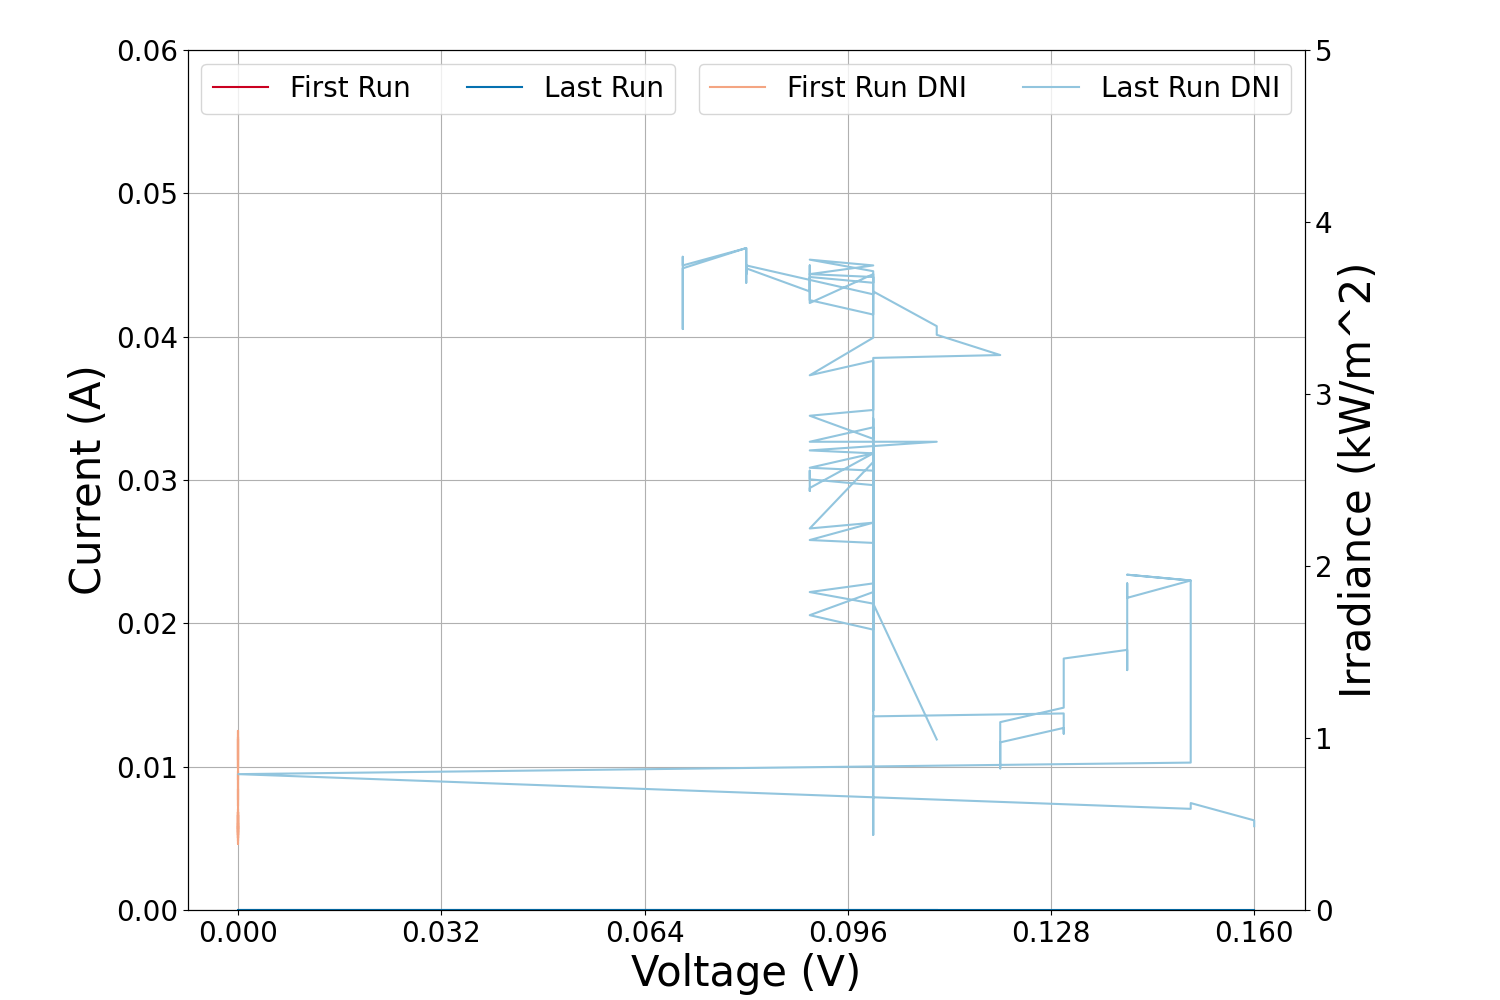 First Run
Last Run
First Run DNI
Last Run DNI
Current (A)
0.06
0.05
0.04
0.03
0.02
0.01
0.00
0.000
0.032
0.064
0.096
0.128
0.160
Voltage (V)
5
4
3
2
1
0
Irradiance (kW/m^2)